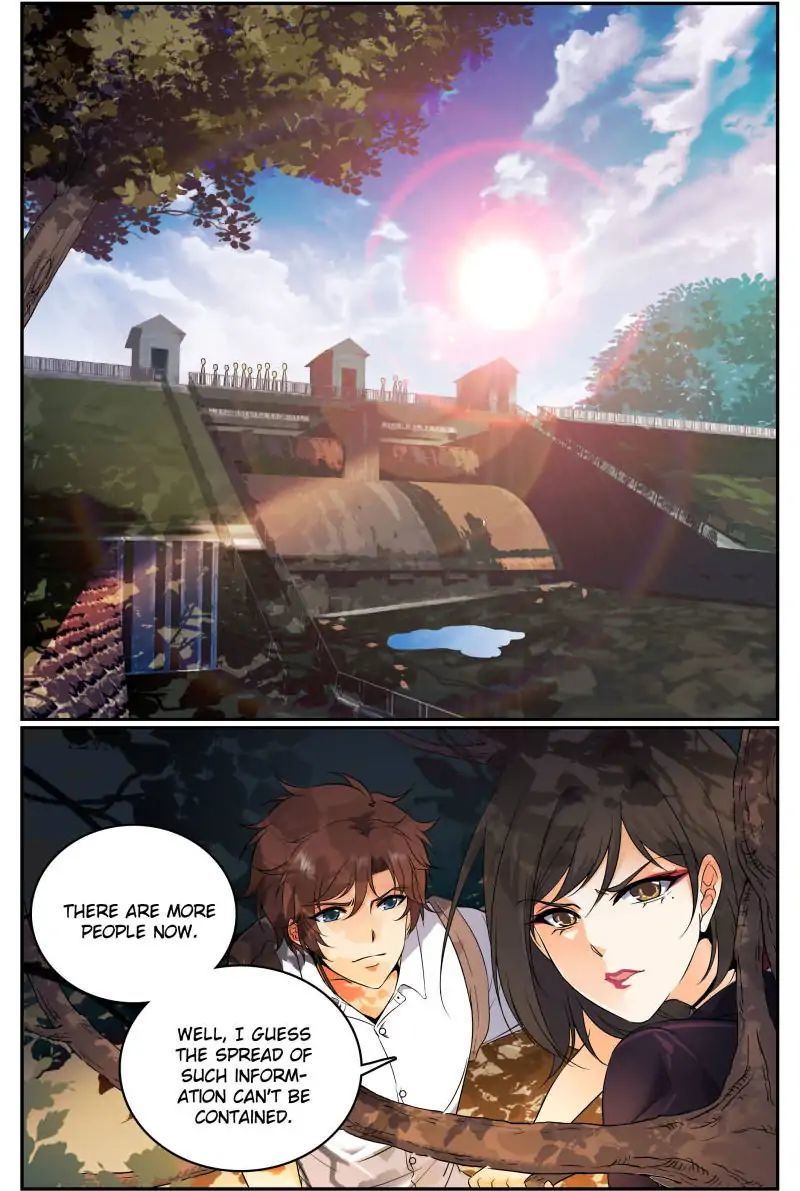 THERE ARE MORE
PEOPLE NOW.
WELL, I GUESS
THE SPREAD OF
SUCH INFORM-
ATION CAN'T BE
CONTAINED.